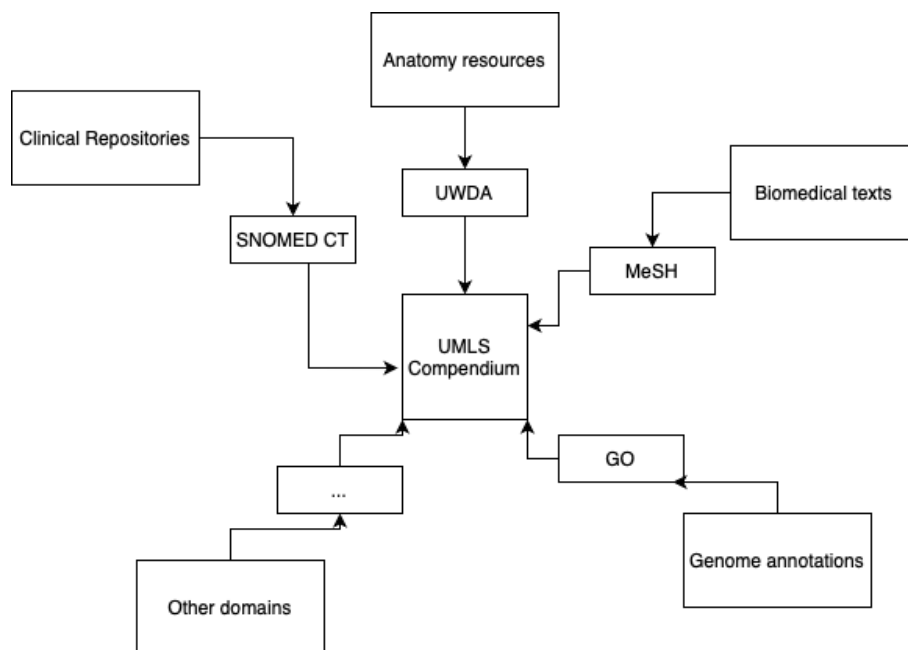 Anatomy resources
Clinical Repositories
UWDA
Biomedical texts
SNOMED CT
MeSH
UMLS
Compendium
GO
...
Genome annotations
Other domains